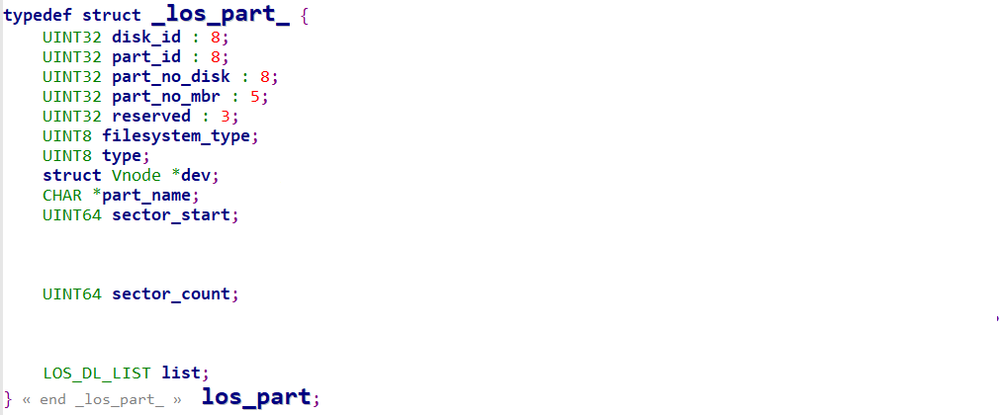 typedef struct _los_part_ {
    UINT32 disk_id : 8;
    UINT32 part_id : 8;
    UINT32 part_no_disk : 8;
    UINT32 part_no_mbr : 5;
    UINT32 reserved : 3;
    UINT8 filesystem_type;
    UINT8 type;
    struct Vnode *dev;
    CHAR *part_name;
    UINT64 sector_start;
    UINT64 sector_count;
    LOS_DL_LIST list;
} « end _los_part_ » los_part;